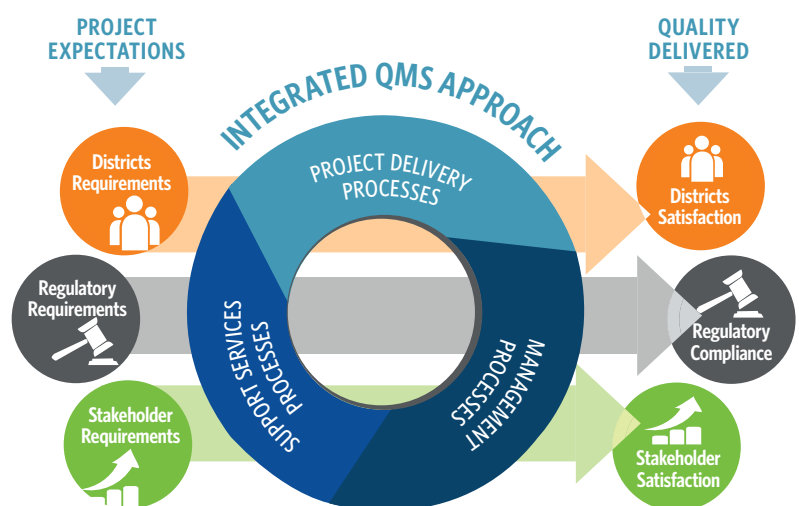 PROJECT
EXPECTATIONS
QUALITY
DELIVERED
INTEGRATED QMS APPROACH
Districts
Requirements
PROJECT DELIVERY
PROCESSES
Districts
Satisfaction
Regulatory
Requirements
SUPPORT SERVICES
PROCESSES
MANAGEMENT
PROCESSES
Regulatory
Compliance
Stakeholder
Requirements
Stakeholder
Satisfaction